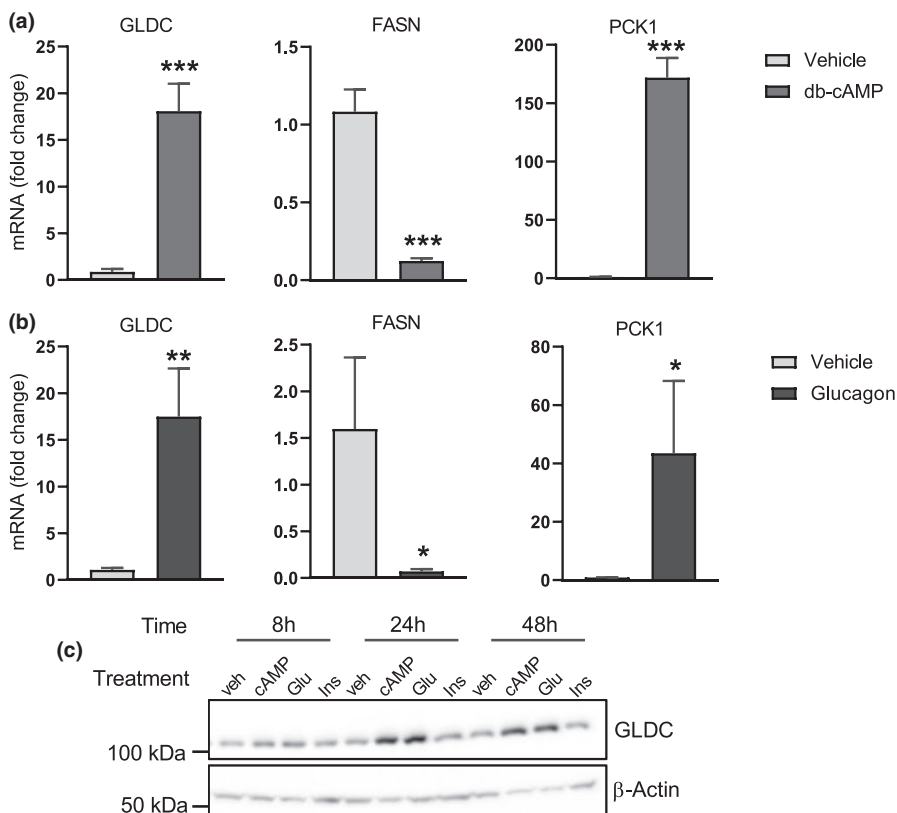 (a)
GLDC
FASN
PCK1
mRNA (fold change)
25
20
15
10
5
0
***
1.5
1.0
0.5
0.0
***
200
150
100
50
0
***
Vehicle
db-cAMP
(b)
GLDC
FASN
PCK1
mRNA (fold change)
25
20
15
10
5
0
**
2.5
2.0
1.5
1.0
0.5
0.0
*
80
60
40
20
0
*
Vehicle
Glucagon
Time 8h 24h 48h
(c)
Treatment veh cAMP Glu Ins veh cAMP Glu Ins veh cAMP Glu Ins
GLDC
100 kDa
β-Actin
50 kDa